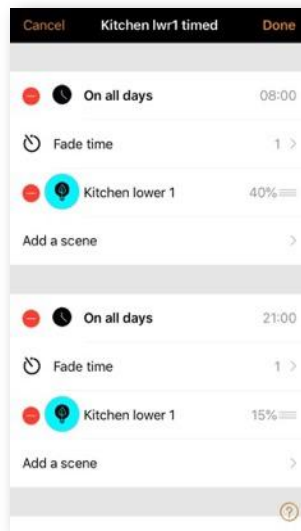 Cancel Kitchen lwr1 timed Done
On all days 08:00
Fade time 1 >
Kitchen lower 1 40%
Add a scene >
On all days 21:00
Fade time 1 >
Kitchen lower 1 15%
Add a scene >
?